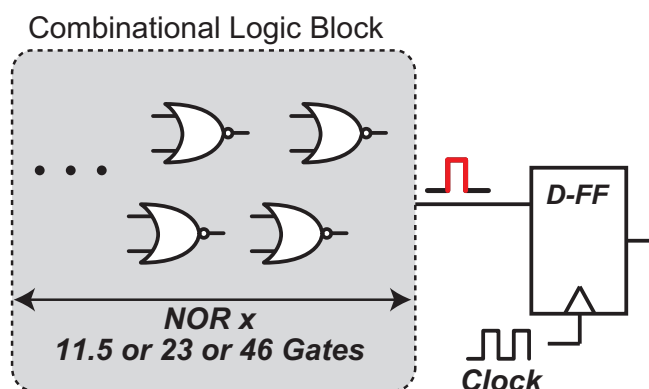 Combinational Logic Block
D-FF
NOR x
11.5 or 23 or 46 Gates
Clock